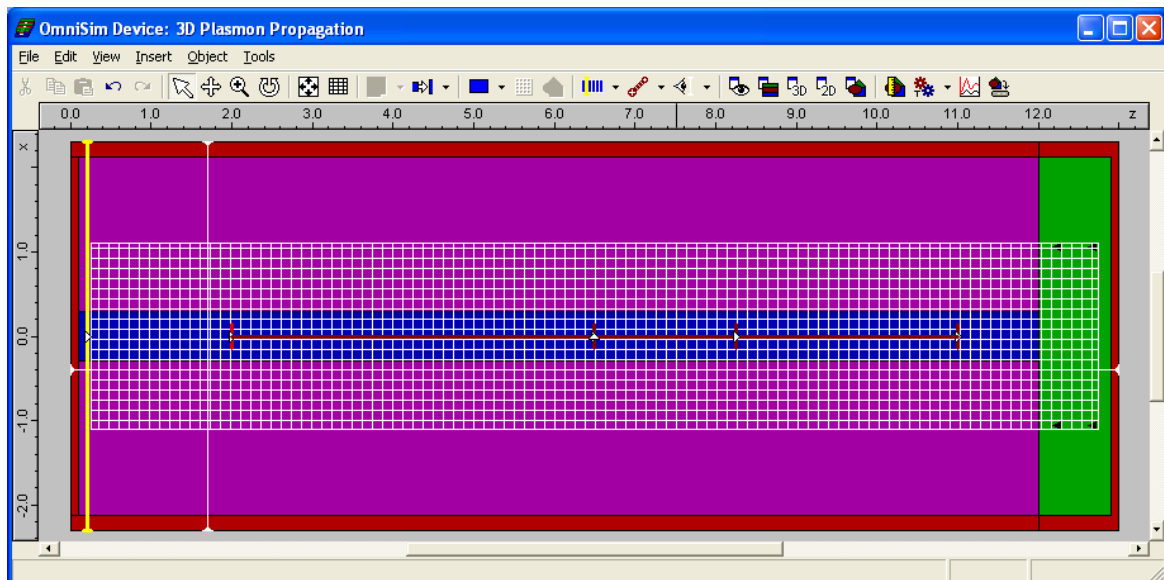 OmniSim Device: 3D Plasmon Propagation
File Edit View Insert Object Tools
3D 2D
0.0 1.0 2.0 3.0 4.0 5.0 6.0 7.0 8.0 9.0 10.0 11.0 12.0 z
x
1.0
0.0
-1.0
-2.0